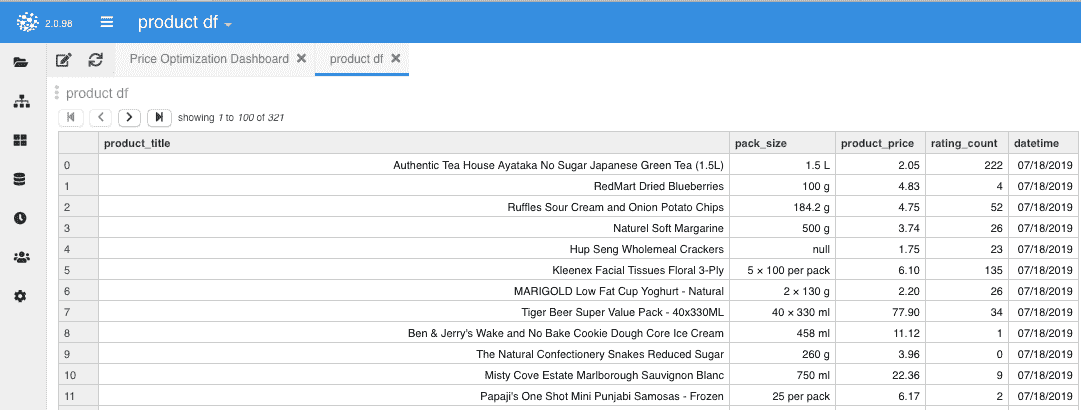 2.0.98 product df
Price Optimization Dashboard product df
product df
showing 1 to 100 of 321
product_title pack_size product_price rating_count datetime
0 Authentic Tea House Ayataka No Sugar Japanese Green Tea (1.5L) 1.5 L 2.05 222 07/18/2019
1 RedMart Dried Blueberries 100 g 4.83 4 07/18/2019
2 Ruffles Sour Cream and Onion Potato Chips 184.2 g 4.75 52 07/18/2019
3 Naturel Soft Margarine 500 g 3.74 26 07/18/2019
4 Hup Seng Wholemeal Crackers null 1.75 23 07/18/2019
5 Kleenex Facial Tissues Floral 3-Ply 5 × 100 per pack 6.10 135 07/18/2019
6 MARIGOLD Low Fat Cup Yoghurt - Natural 2 × 130 g 2.20 26 07/18/2019
7 Tiger Beer Super Value Pack - 40x330ML 40 × 330 ml 77.90 34 07/18/2019
8 Ben & Jerry's Wake and No Bake Cookie Dough Core Ice Cream 458 ml 11.12 1 07/18/2019
9 The Natural Confectionery Snakes Reduced Sugar 260 g 3.96 0 07/18/2019
10 Misty Cove Estate Marlborough Sauvignon Blanc 750 ml 22.36 9 07/18/2019
11 Papaji's One Shot Mini Punjabi Samosas - Frozen 25 per pack 6.17 2 07/18/2019